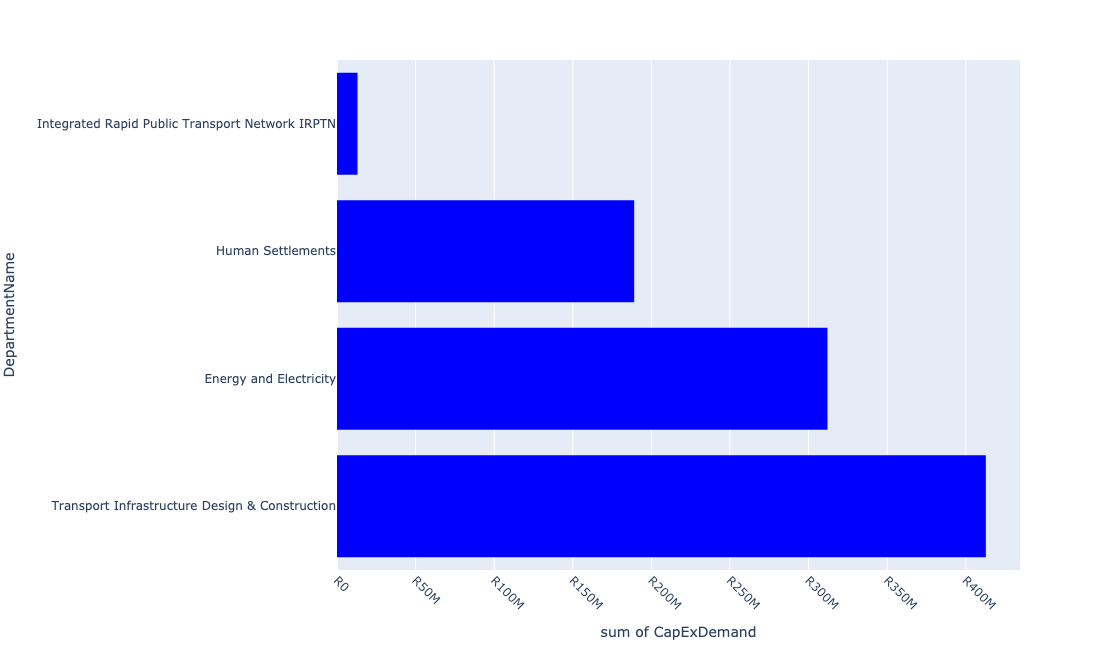 Integrated Rapid Public Transport Network IRPTN
Human Settlements
Energy and Electricity
Transport Infrastructure Design & Construction
DepartmentName
R0
R50M
R100M
R150M
R200M
R250M
R300M
R350M
R400M
sum of CapExDemand